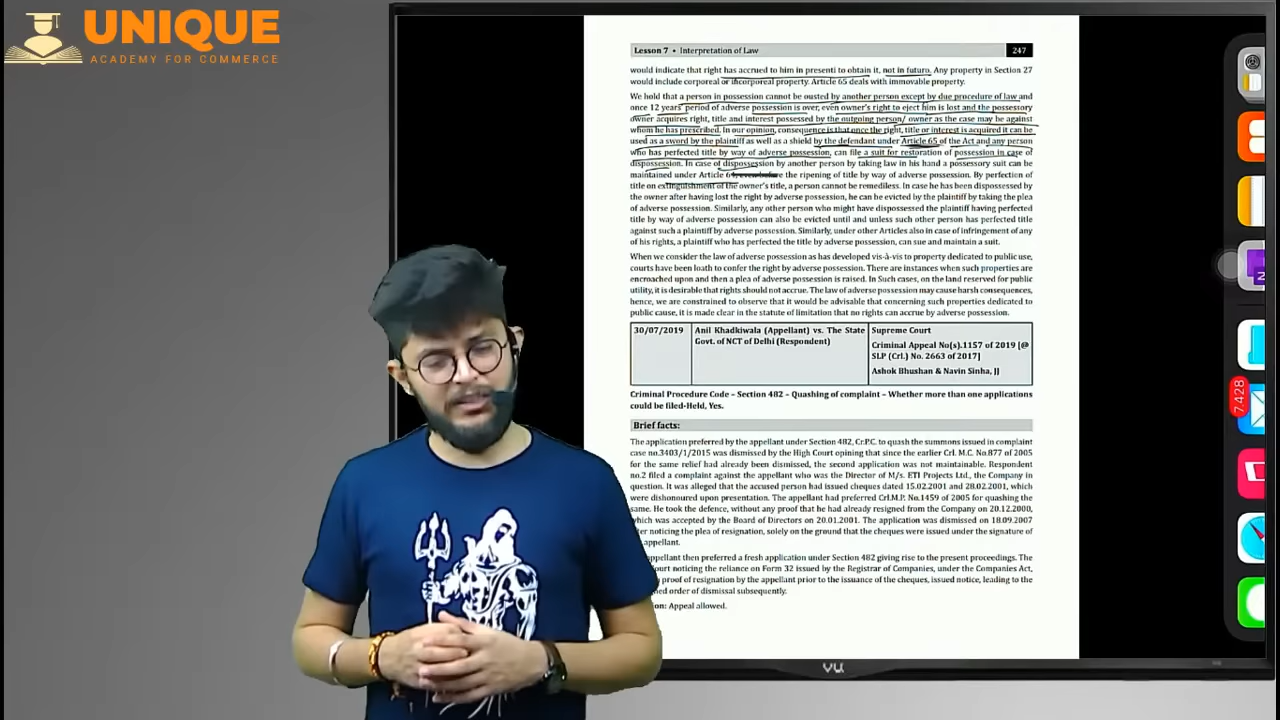 UNIQUE
ACADEMY FOR COMMERCE
Lesson 7 • Interpretation of Law 247
would indicate that right has accrued to him in presenti to obtain it, not in futuro. Any property in Section 27
would include corporeal or incorporeal property. Article 65 deals with immovable property.
We hold that a person in possession cannot be ousted by another person except by due procedure of law and
once 12 years' period of adverse possession is over, even owner's right to eject him is lost and the possessory
owner acquires right, title and interest possessed by the outgoing person/ owner as the case may be against
whom he has prescribed. In our opinion, consequence is that once the right, title or interest is acquired it can be
used as a sword by the plaintiff as well as a shield by the defendant under Article 65 of the Act and any person
who has perfected title by way of adverse possession, can file a suit for restoration of possession in case of
dispossession. In case of dispossession by another person by taking law in his hand a possessory suit can be
maintained under Article 64, even before the ripening of title by way of adverse possession. By perfection of
title on extinguishment of the owner's title, a person cannot be remediless. In case he has been dispossessed by
the owner after having lost the right by adverse possession, he can be evicted by the plaintiff by taking the plea
of adverse possession. Similarly, any other person who might have dispossessed the plaintiff having perfected
title by way of adverse possession can also be evicted until and unless such other person has perfected title
against such a plaintiff by adverse possession. Similarly, under other Articles also in case of infringement of any
of his rights, a plaintiff who has perfected the title by adverse possession, can sue and maintain a suit.
When we consider the law of adverse possession as has developed vis-à-vis to property dedicated to public use,
courts have been loath to confer the right by adverse possession. There are instances when such properties are
encroached upon and then a plea of adverse possession is raised. In Such cases, on the land reserved for public
utility, it is desirable that rights should not accrue. The law of adverse possession may cause harsh consequences,
hence, we are constrained to observe that it would be advisable that concerning such properties dedicated to
public cause, it is made clear in the statute of limitation that no rights can accrue by adverse possession.
30/07/2019 Anil Khadkiwala (Appellant) vs. The State Supreme Court
Govt. of NCT of Delhi (Respondent)
Criminal Appeal No(s).1157 of 2019 [@
SLP (Crl.) No. 2663 of 2017]
Ashok Bhushan & Navin Sinha, JJ
Criminal Procedure Code – Section 482 – Quashing of complaint – Whether more than one applications
could be filed-Held, Yes.
Brief facts:
The application preferred by the appellant under Section 482, Cr.P.C. to quash the summons issued in complaint
case no.3403/1/2015 was dismissed by the High Court opining that since the earlier Crl. M.C. No.877 of 2005
for the same relief had already been dismissed, the second application was not maintainable. Respondent
no.2 filed a complaint against the appellant who was the Director of M/s. ETI Projects Ltd., the Company in
question. It was alleged that the accused person had issued cheques dated 15.02.2001 and 28.02.2001, which
were dishonoured upon presentation. The appellant had preferred Crl.M.P. No.1459 of 2005 for quashing the
same. He took the defence, without any proof that he had already resigned from the Company on 20.12.2000,
which was accepted by the Board of Directors on 20.01.2001. The application was dismissed on 18.09.2007
after noticing the plea of resignation, solely on the ground that the cheques were issued under the signature of
appellant.
appellant then preferred a fresh application under Section 482 giving rise to the present proceedings. The
ourt noticing the reliance on Form 32 issued by the Registrar of Companies, under the Companies Act,
proof of resignation by the appellant prior to the issuance of the cheques, issued notice, leading to the
ned order of dismissal subsequently.
on: Appeal allowed.
7,428
N
vu